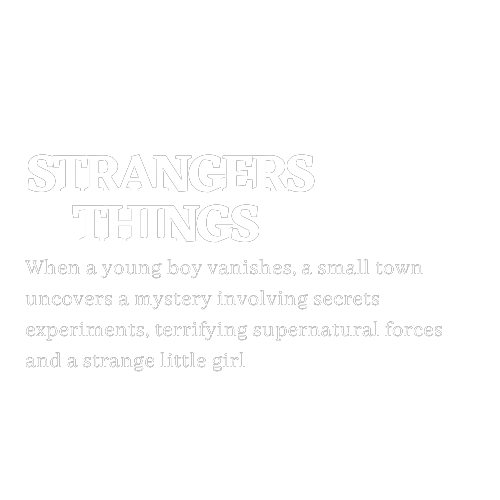 STRANGERS
THINGS
When a young boy vanishes, a small town
uncovers a mystery involving secrets
experiments, terrifying supernatural forces
and a strange little girl